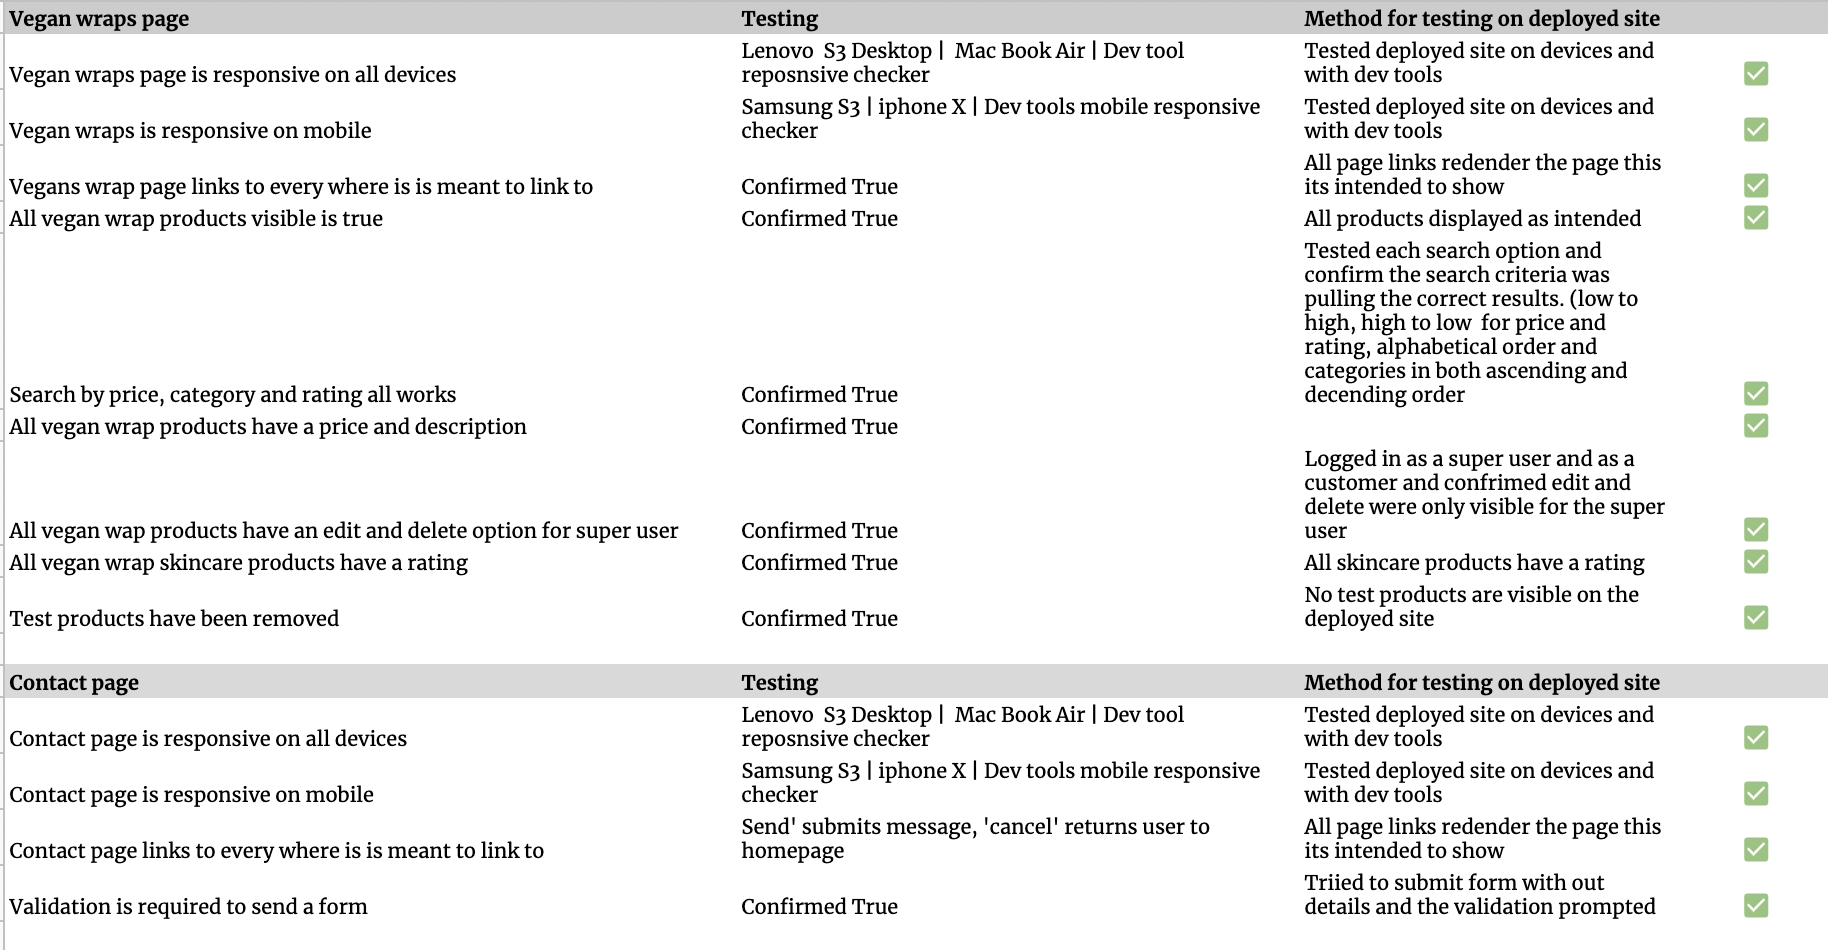 Vegan wraps page Testing Method for testing on deployed site
Lenovo  S3 Desktop |  Mac Book Air | Dev tool Tested deployed site on devices and
Vegan wraps page is responsive on all devices reposnsive checker with dev tools
Samsung S3 | iphone X | Dev tools mobile responsive Tested deployed site on devices and
Vegan wraps is responsive on mobile checker with dev tools
All page links redender the page this
Vegans wrap page links to every where is is meant to link to Confirmed True its intended to show
All vegan wrap products visible is true Confirmed True All products displayed as intended
Tested each search option and
confirm the search criteria was
pulling the correct results. (low to
high, high to low  for price and
rating, alphabetical order and
categories in both ascending and
Search by price, category and rating all works Confirmed True decending order
All vegan wrap products have a price and description Confirmed True
Logged in as a super user and as a
customer and confrimed edit and
delete were only visible for the super
All vegan wap products have an edit and delete option for super user Confirmed True user
All vegan wrap skincare products have a rating Confirmed True All skincare products have a rating
No test products are visible on the
Test products have been removed Confirmed True deployed site
Contact page Testing Method for testing on deployed site
Lenovo  S3 Desktop |  Mac Book Air | Dev tool Tested deployed site on devices and
Contact page is responsive on all devices reposnsive checker with dev tools
Samsung S3 | iphone X | Dev tools mobile responsive Tested deployed site on devices and
Contact page is responsive on mobile checker with dev tools
Send' submits message, 'cancel' returns user to All page links redender the page this
Contact page links to every where is is meant to link to homepage its intended to show
Triied to submit form with out
Validation is required to send a form Confirmed True details and the validation prompted